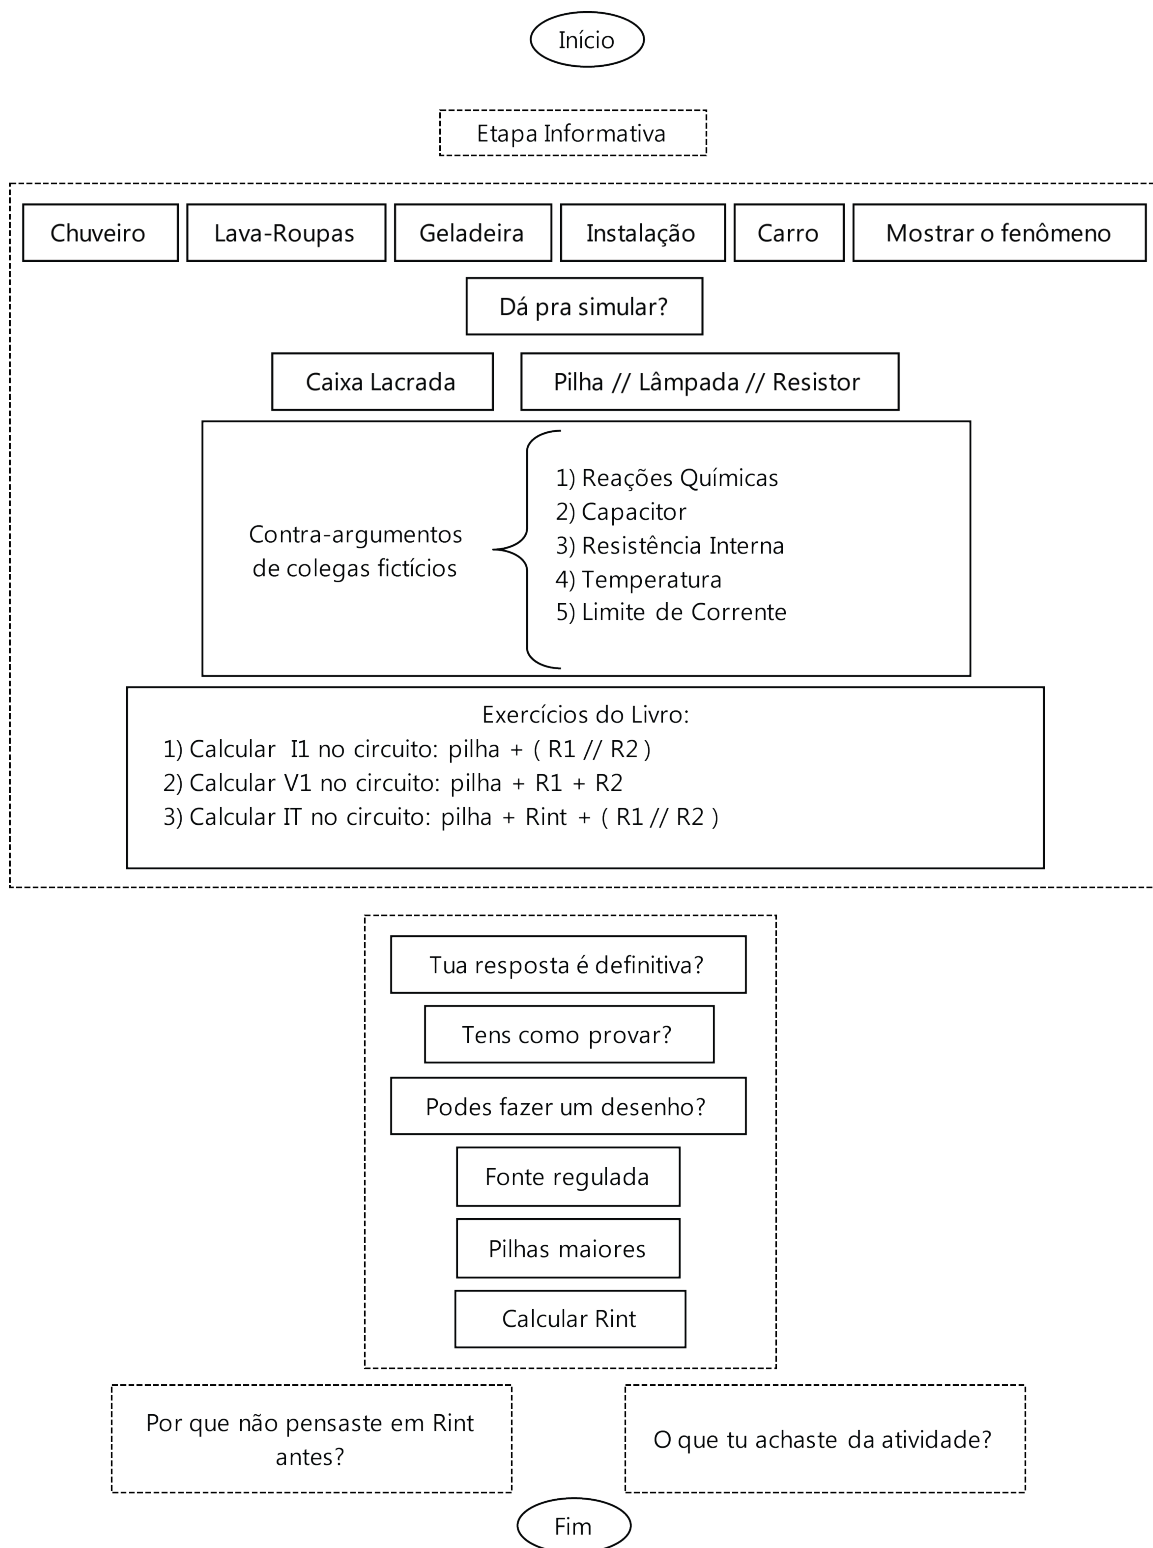 Início
Etapa Informativa
Chuveiro
Lava-Roupas
Geladeira
Instalação
Carro
Mostrar o fenômeno
Dá pra simular?
Caixa Lacrada
Pilha // Lâmpada // Resistor
Contra-argumentos
de colegas fictícios
1) Reações Químicas
2) Capacitor
3) Resistência Interna
4) Temperatura
5) Limite de Corrente
Exercícios do Livro:
1) Calcular I1 no circuito: pilha + ( R1 // R2 )
2) Calcular V1 no circuito: pilha + R1 + R2
3) Calcular IT no circuito: pilha + Rint + ( R1 // R2 )
Tua resposta é definitiva?
Tens como provar?
Podes fazer um desenho?
Fonte regulada
Pilhas maiores
Calcular Rint
Por que não pensaste em Rint
antes?
O que tu achaste da atividade?
Fim